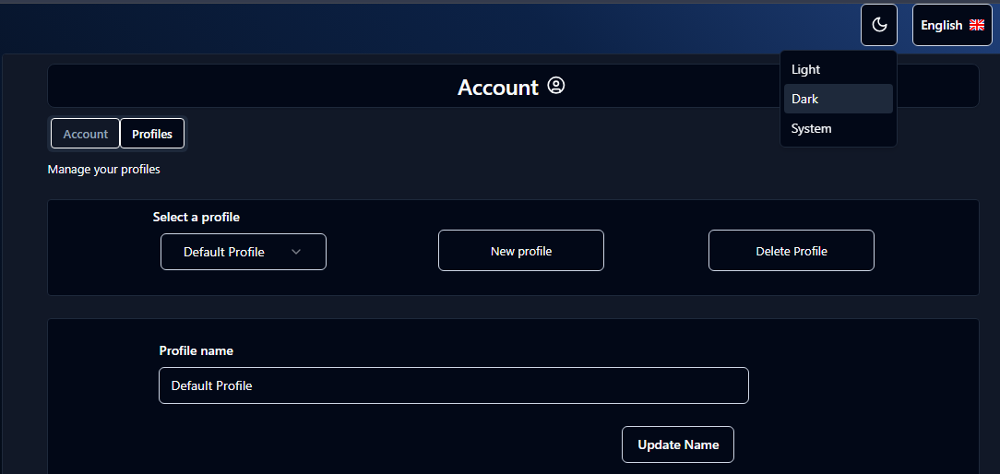 English
Light
Dark
System
Account
Account Profiles
Manage your profiles
Select a profile
Default Profile New profile Delete Profile
Profile name
Default Profile
Update Name